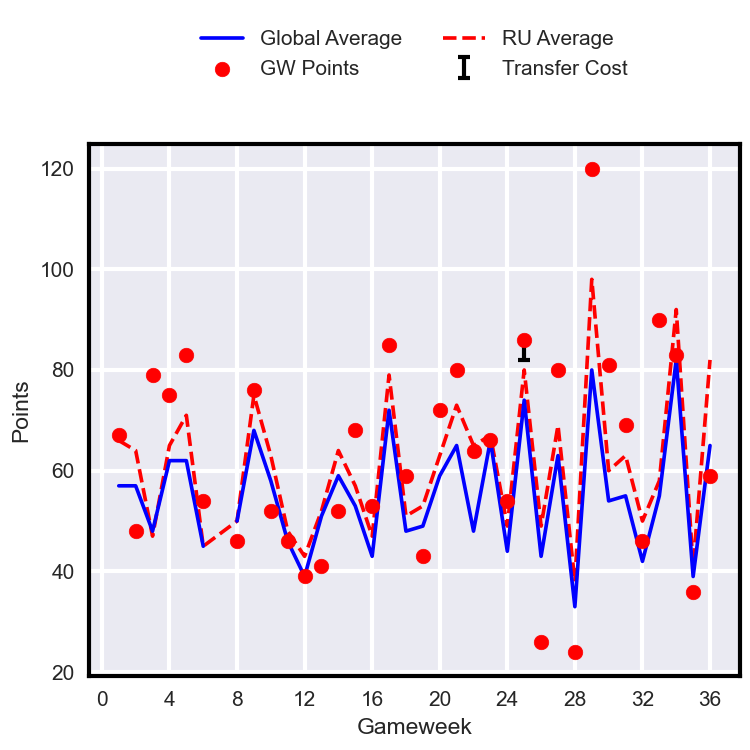 Global Average
RU Average
GW Points
Transfer Cost
120
100
80
60
40
20
Points
0 4 8 12 16 20 24 28 32 36
Gameweek